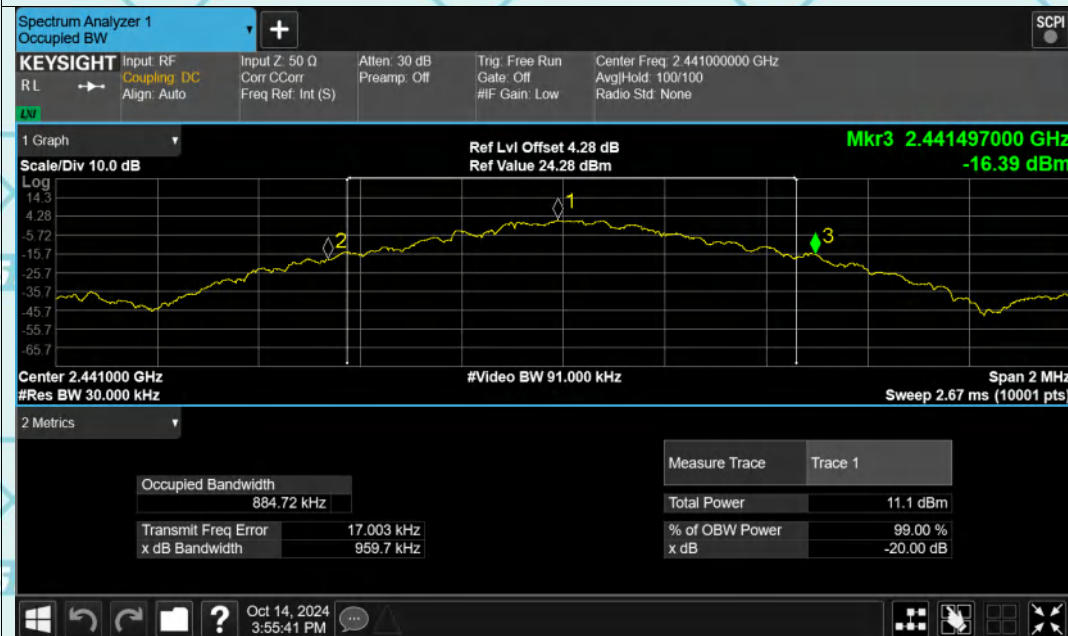 Spectrum Analyzer 1
Occupied BW
+
SCPI
KEYSIGHT Input: RF Input Z: 50 Ω Atten: 30 dB Trig: Free Run Center Freq: 2.441000000 GHz
RL Coupling: DC Corr CCorr Preamp: Off Gate: Off Avg|Hold: 100/100
Align: Auto Freq Ref: Int (S) #IF Gain: Low Radio Std: None
LXI
1 Graph
Ref Lvl Offset 4.28 dB
Mkr3 2.441497000 GHz
Scale/Div 10.0 dB
Ref Value 24.28 dBm
-16.39 dBm
Log
14.3
4.28
-5.72
-15.7
-25.7
-35.7
-45.7
-55.7
-65.7
1
2
3
Center 2.441000 GHz #Video BW 91.000 kHz Span 2 MHz
#Res BW 30.000 kHz Sweep 2.67 ms (10001 pts)
2 Metrics
Measure Trace Trace 1
Occupied Bandwidth
884.72 kHz
Total Power 11.1 dBm
Transmit Freq Error 17.003 kHz % of OBW Power 99.00 %
x dB Bandwidth 959.7 kHz x dB -20.00 dB
?
Oct 14, 2024
3:55:41 PM